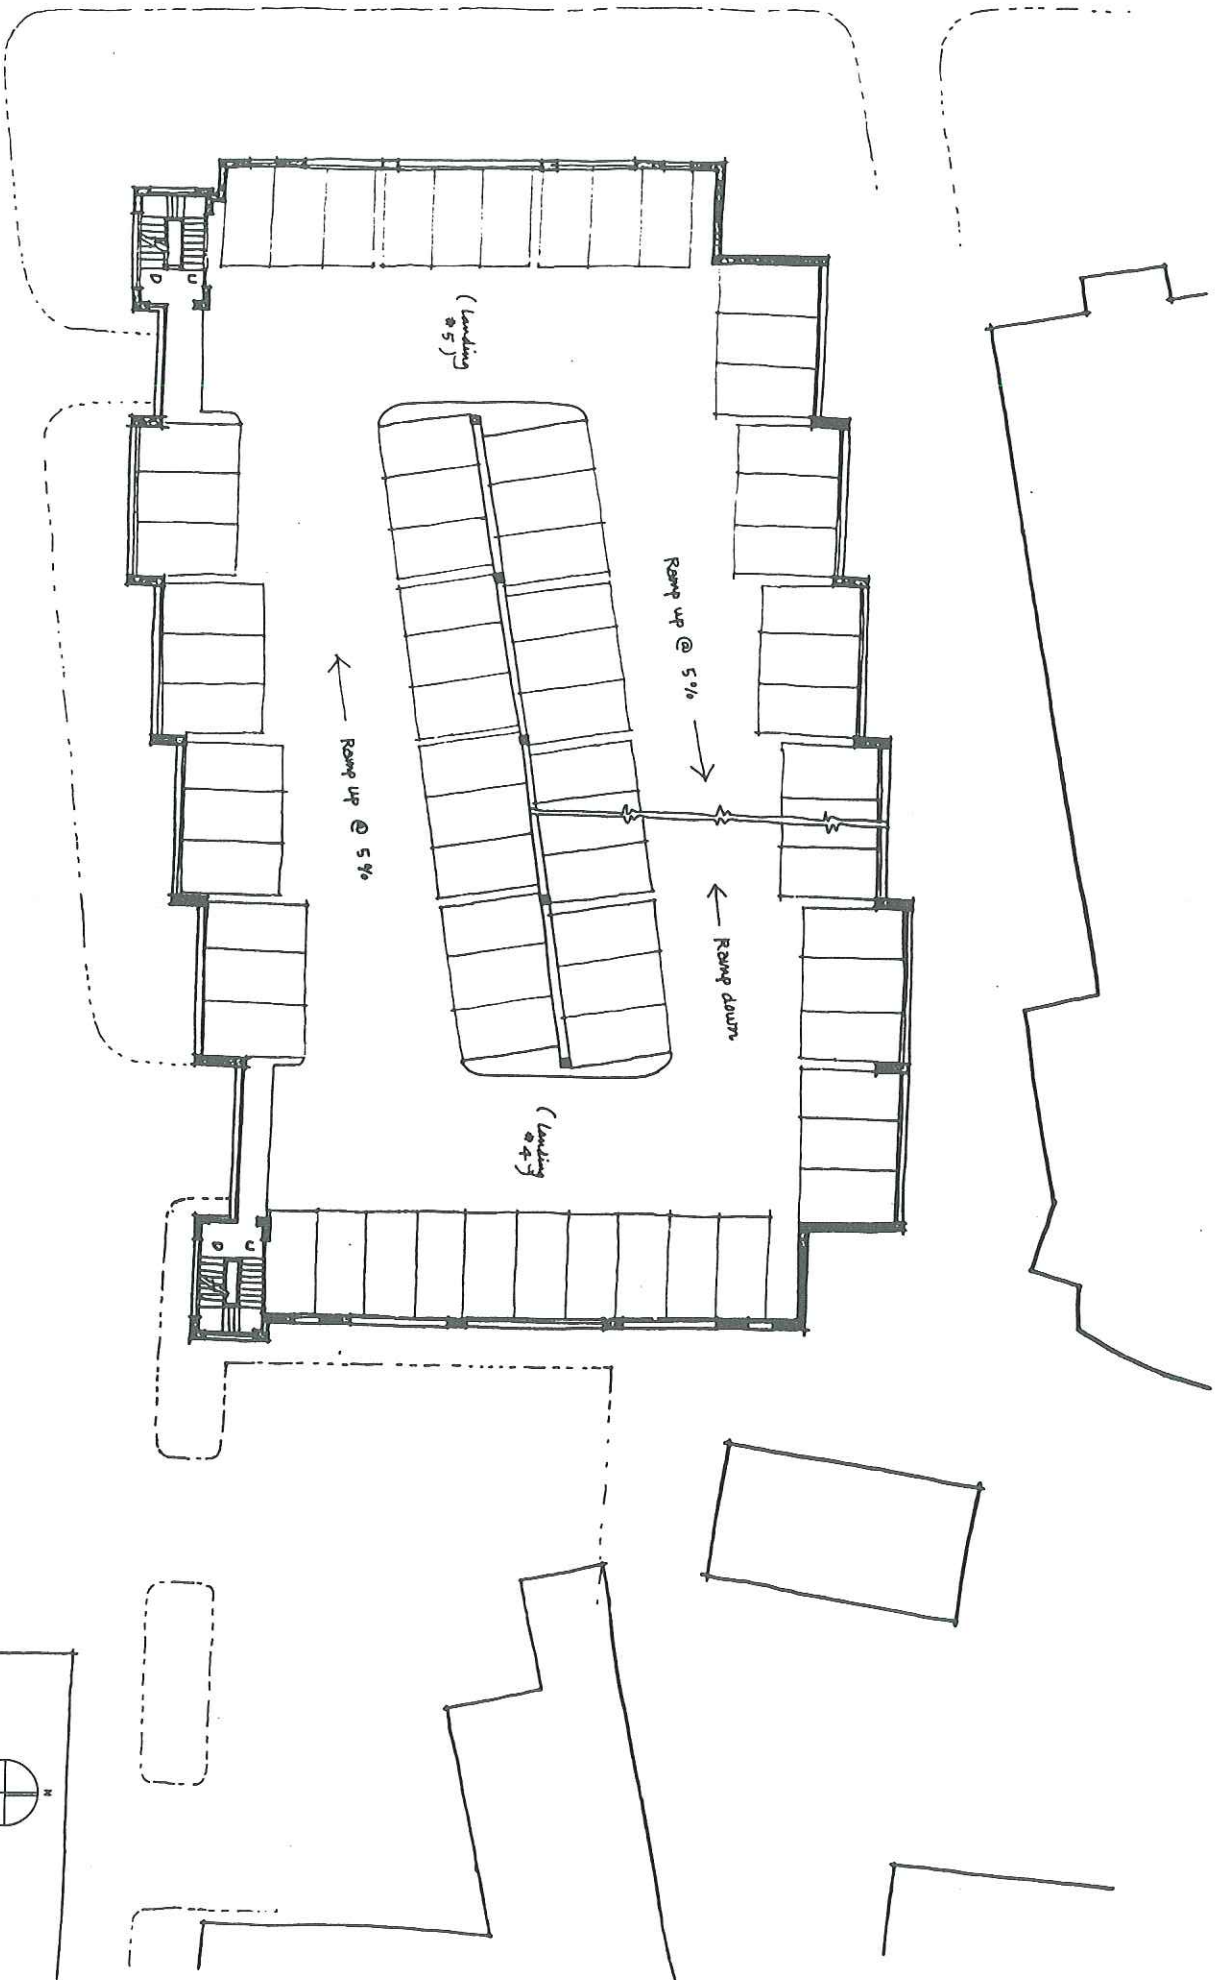 D U
(Landing
#5)
Ramp up @ 5%
Ramp up @ 5%
Ramp down
(Landing
#4)
D U
N